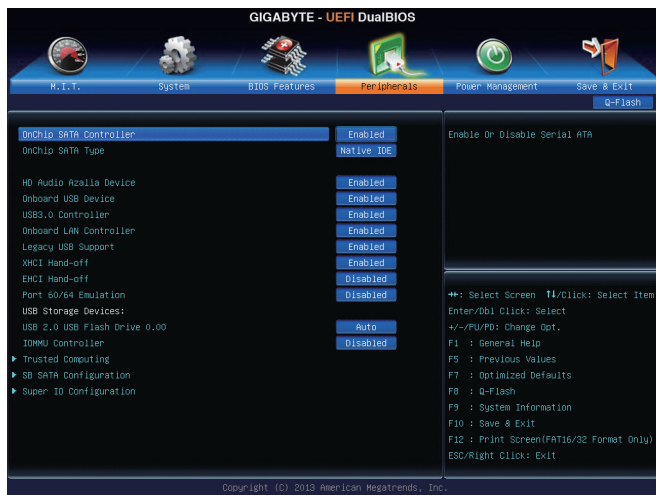 GIGABYTE - UEFI DualBIOS
M.I.T. System BIOS Features Peripherals Power Management Save & Exit
Q-Flash
OnChip SATA Controller Enabled
OnChip SATA Type Native IDE
HD Audio Azalia Device Enabled
Onboard USB Device Enabled
USB3.0 Controller Enabled
Onboard LAN Controller Enabled
Legacy USB Support Enabled
XHCI Hand-off Enabled
EHCI Hand-off Disabled
Port 60/64 Emulation Disabled
USB Storage Devices:
USB 2.0 USB Flash Drive 0.00 Auto
IOMMU Controller Disabled
Trusted Computing
SB SATA Configuration
Super IO Configuration
Enable Or Disable Serial ATA
→←: Select Screen ↑↓/Click: Select Item
Enter/Dbl Click: Select
+/-/PU/PD: Change Opt.
F1 : General Help
F5 : Previous Values
F7 : Optimized Defaults
F8 : Q-Flash
F9 : System Information
F10 : Save & Exit
F12 : Print Screen(FAT16/32 Format Only)
ESC/Right Click: Exit
Copyright (C) 2013 American Megatrends, Inc.